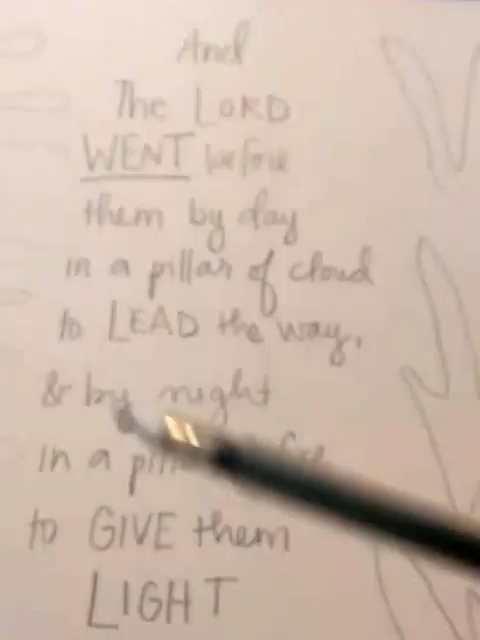 And
The LORD
WENT before
them by day
in a pillar of cloud
to LEAD the way,
& by night
in a
to GIVE them
LIGHT